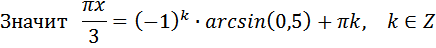 Значит πx/3 = (−1)^k · arcsin(0,5) + πk, k ∈ Z